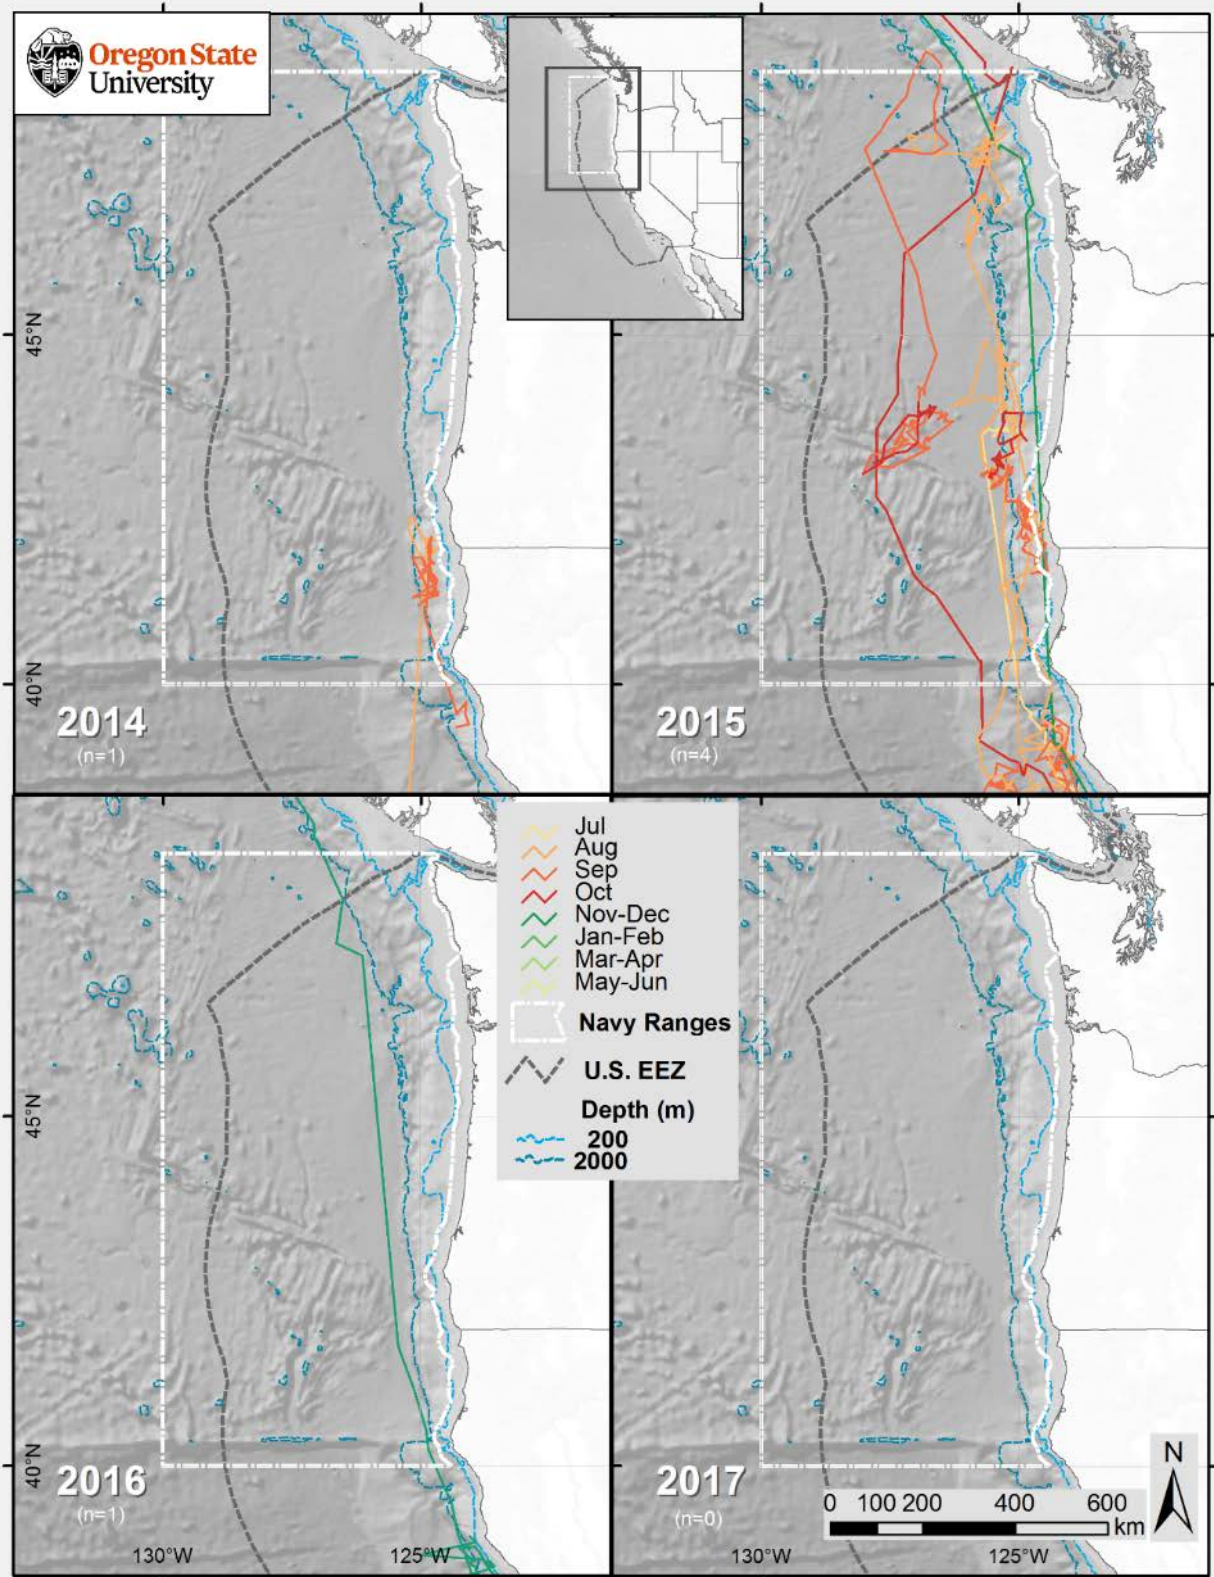 Oregon State
University
45°N
40°N
2014
(n=1)
2015
(n=4)
Jul
Aug
Sep
Oct
Nov-Dec
Jan-Feb
Mar-Apr
May-Jun
Navy Ranges
U.S. EEZ
Depth (m)
200
2000
45°N
40°N
2016
(n=1)
2017
(n=0)
N
0 100 200 400 600
km
130°W 125°W 130°W 125°W